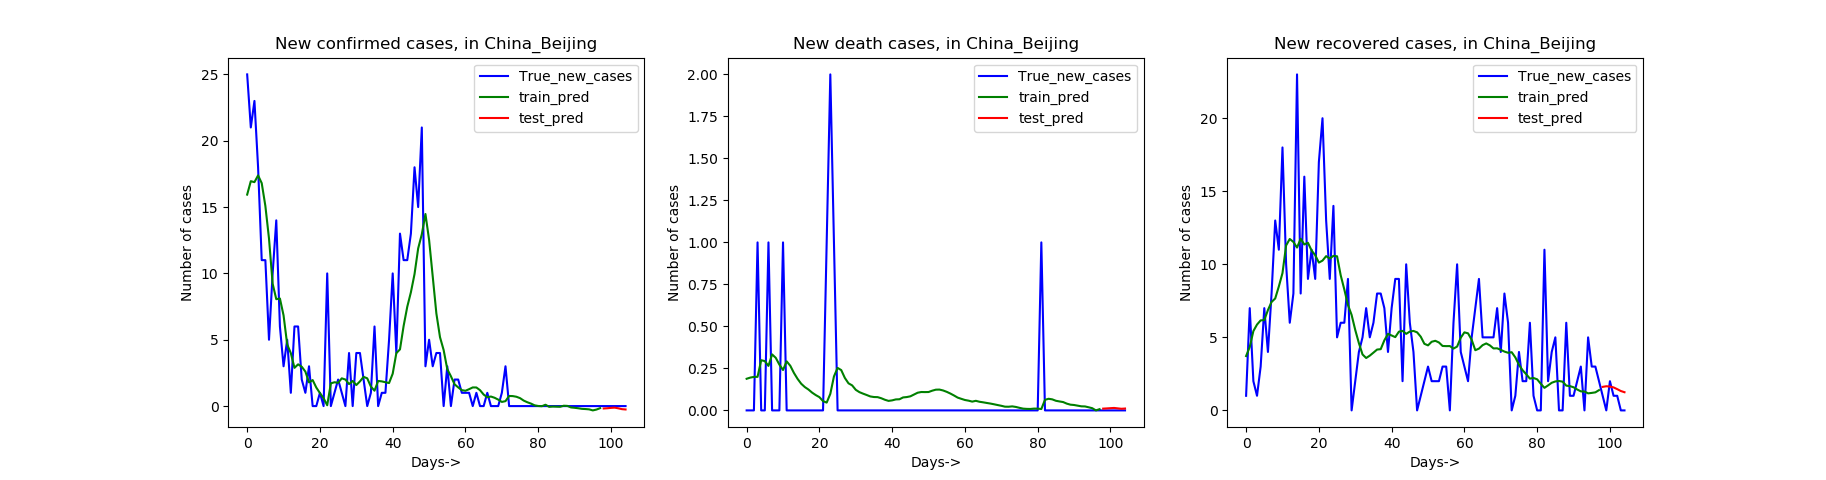 New confirmed cases, in China_Beijing
25
20
15
10
5
0
Number of cases
0 20 40 60 80 100
Days->
True_new_cases
train_pred
test_pred
New death cases, in China_Beijing
2.00
1.75
1.50
1.25
1.00
0.75
0.50
0.25
0.00
Number of cases
0 20 40 60 80 100
Days->
True_new_cases
train_pred
test_pred
New recovered cases, in China_Beijing
20
15
10
5
0
Number of cases
0 20 40 60 80 100
Days->
True_new_cases
train_pred
test_pred